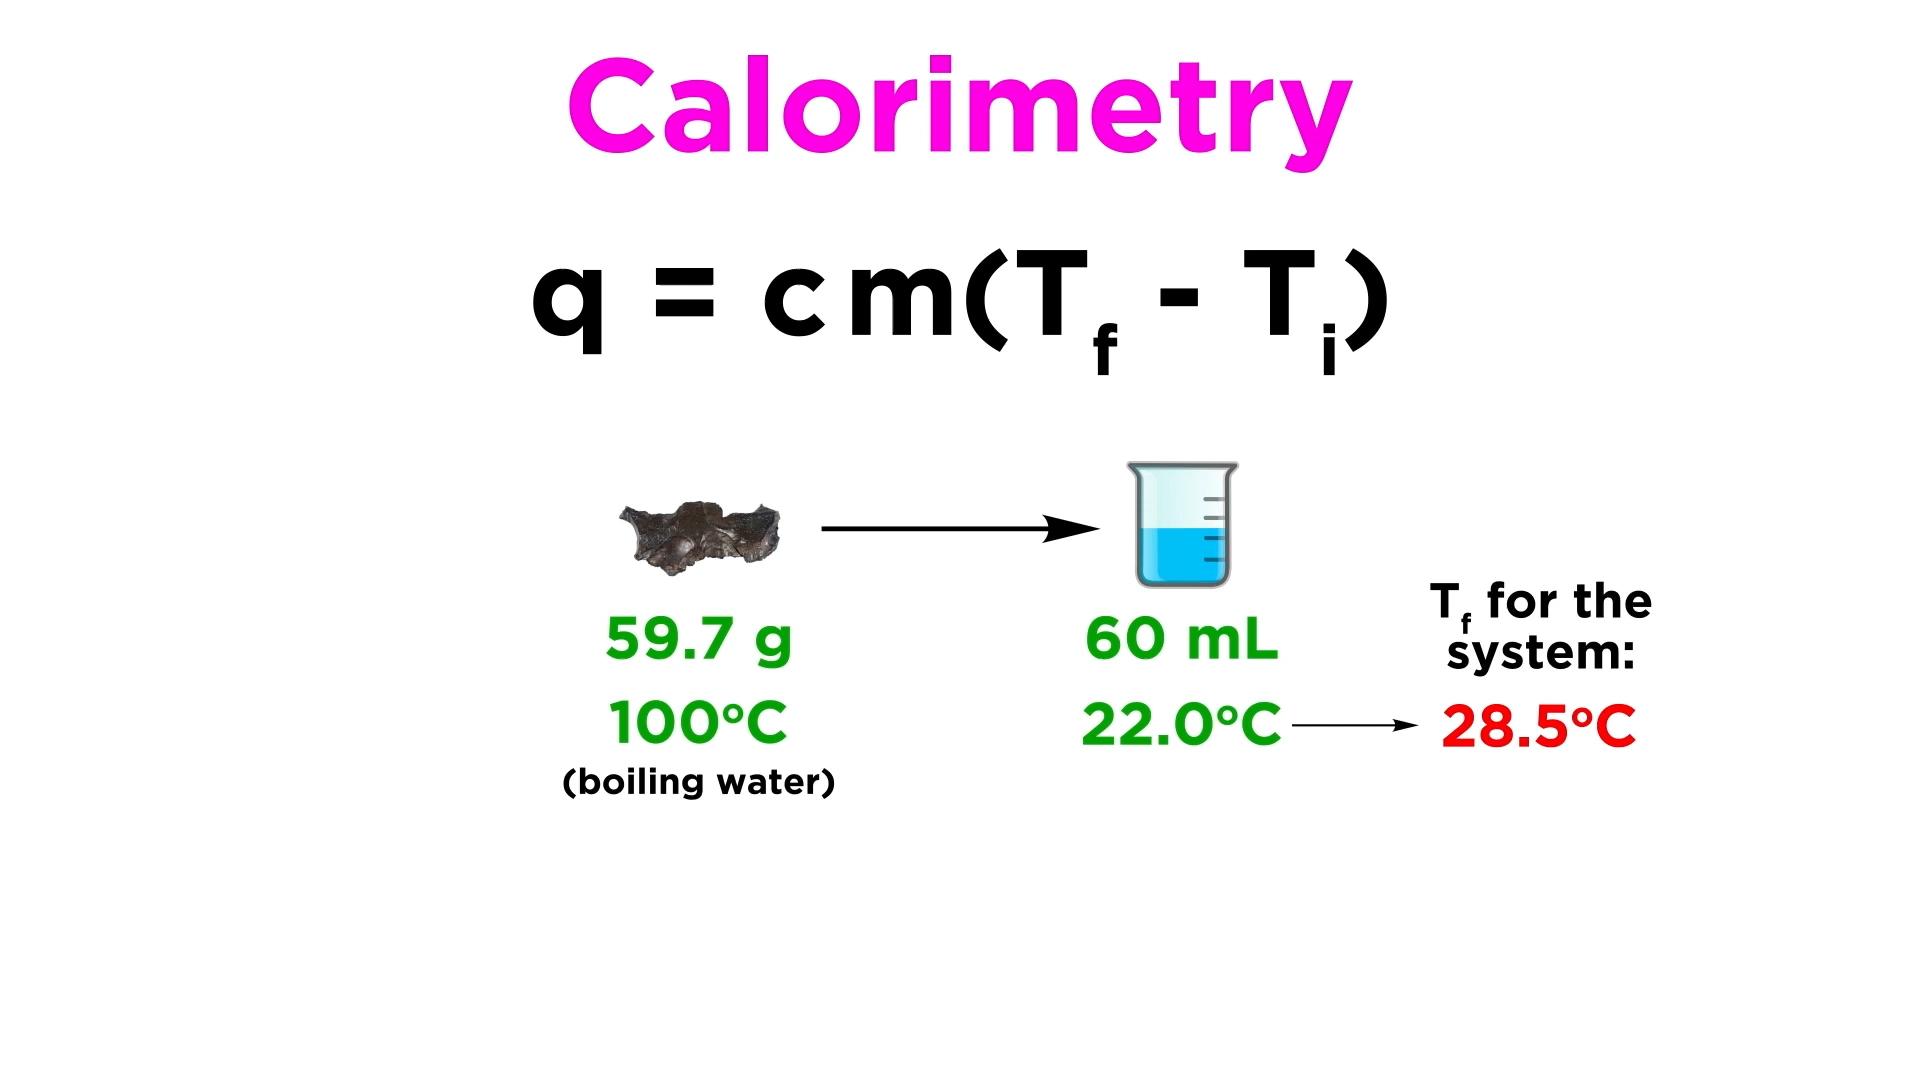 Calorimetry
q = cm(Tf - Ti)
59.7 g
100°C
(boiling water)
60 mL
22.0°C
Tf for the
system:
28.5°C